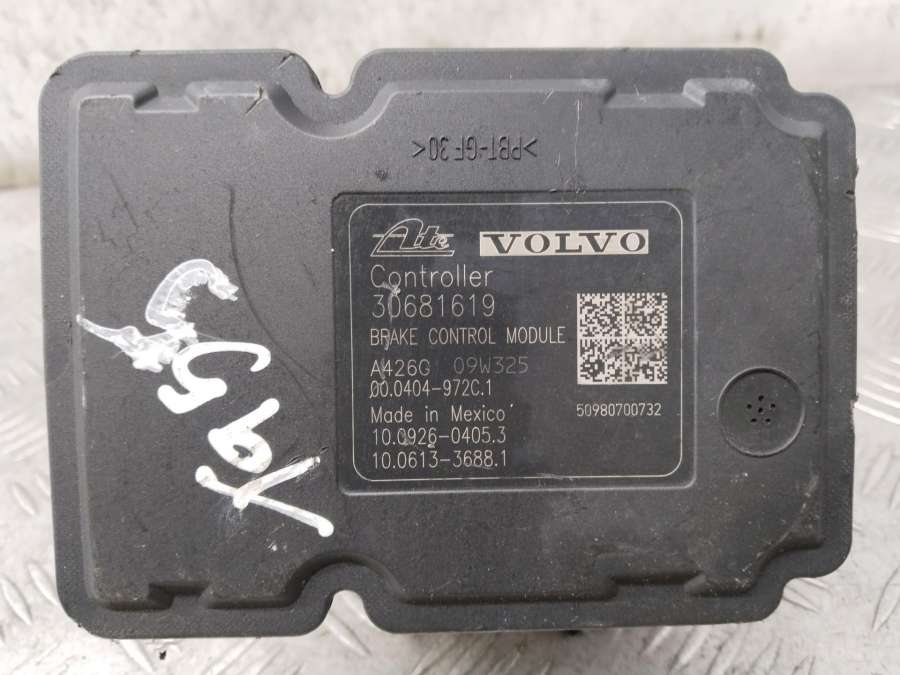 >PBT-GF 30<
Ate VOLVO
Controller
30681619
BRAKE CONTROL MODULE
A426G 09W325
00.0404-972C.1
Made in Mexico
50980700732
10.0926-0405.3
10.0613-3688.1